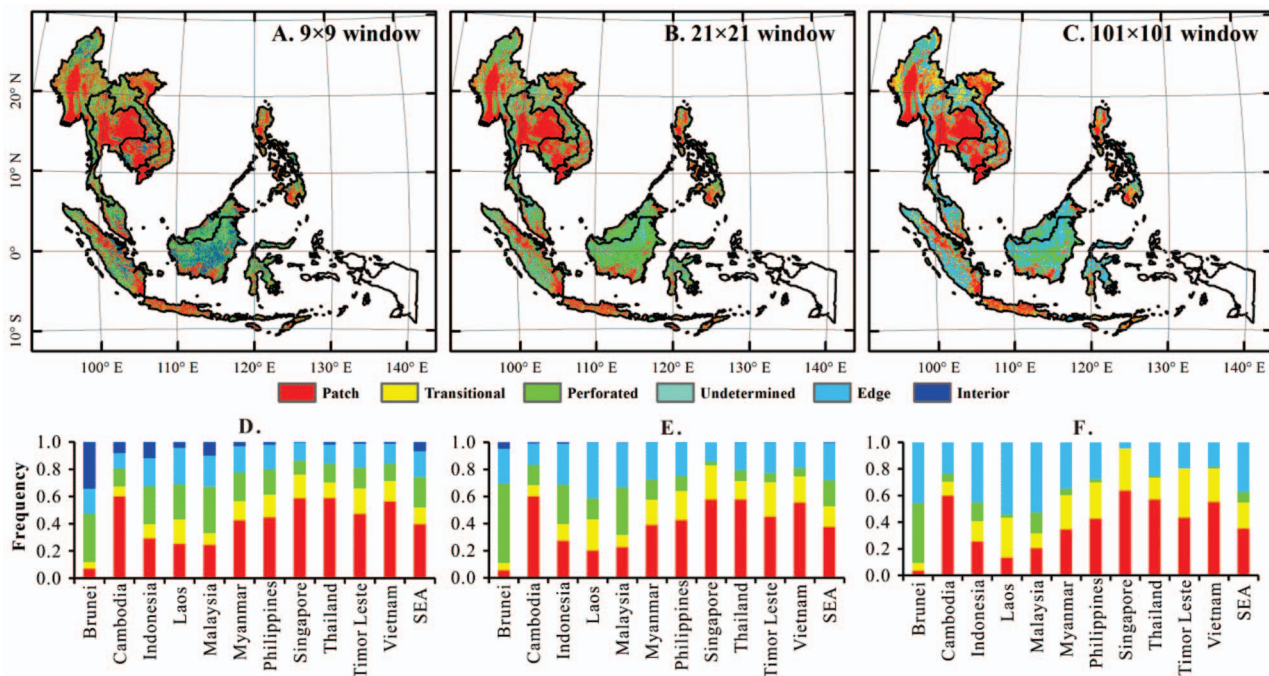 A. 9×9 window
B. 21×21 window
C. 101×101 window
20° N
10° N
0°
10° S
100° E 110° E 120° E 130° E 140° E
100° E 110° E 120° E 130° E 140° E
100° E 110° E 120° E 130° E 140° E
Patch Transitional Perforated Undetermined Edge Interior
D.
E.
F.
Frequency
1.0
0.8
0.6
0.4
0.2
0.0
Brunei
Cambodia
Indonesia
Laos
Malaysia
Myanmar
Philippines
Singapore
Thailand
Timor Leste
Vietnam
SEA
1.0
0.8
0.6
0.4
0.2
0.0
Brunei
Cambodia
Indonesia
Laos
Malaysia
Myanmar
Philippines
Singapore
Thailand
Timor Leste
Vietnam
SEA
1.0
0.8
0.6
0.4
0.2
0.0
Brunei
Cambodia
Indonesia
Laos
Malaysia
Myanmar
Philippines
Singapore
Thailand
Timor Leste
Vietnam
SEA